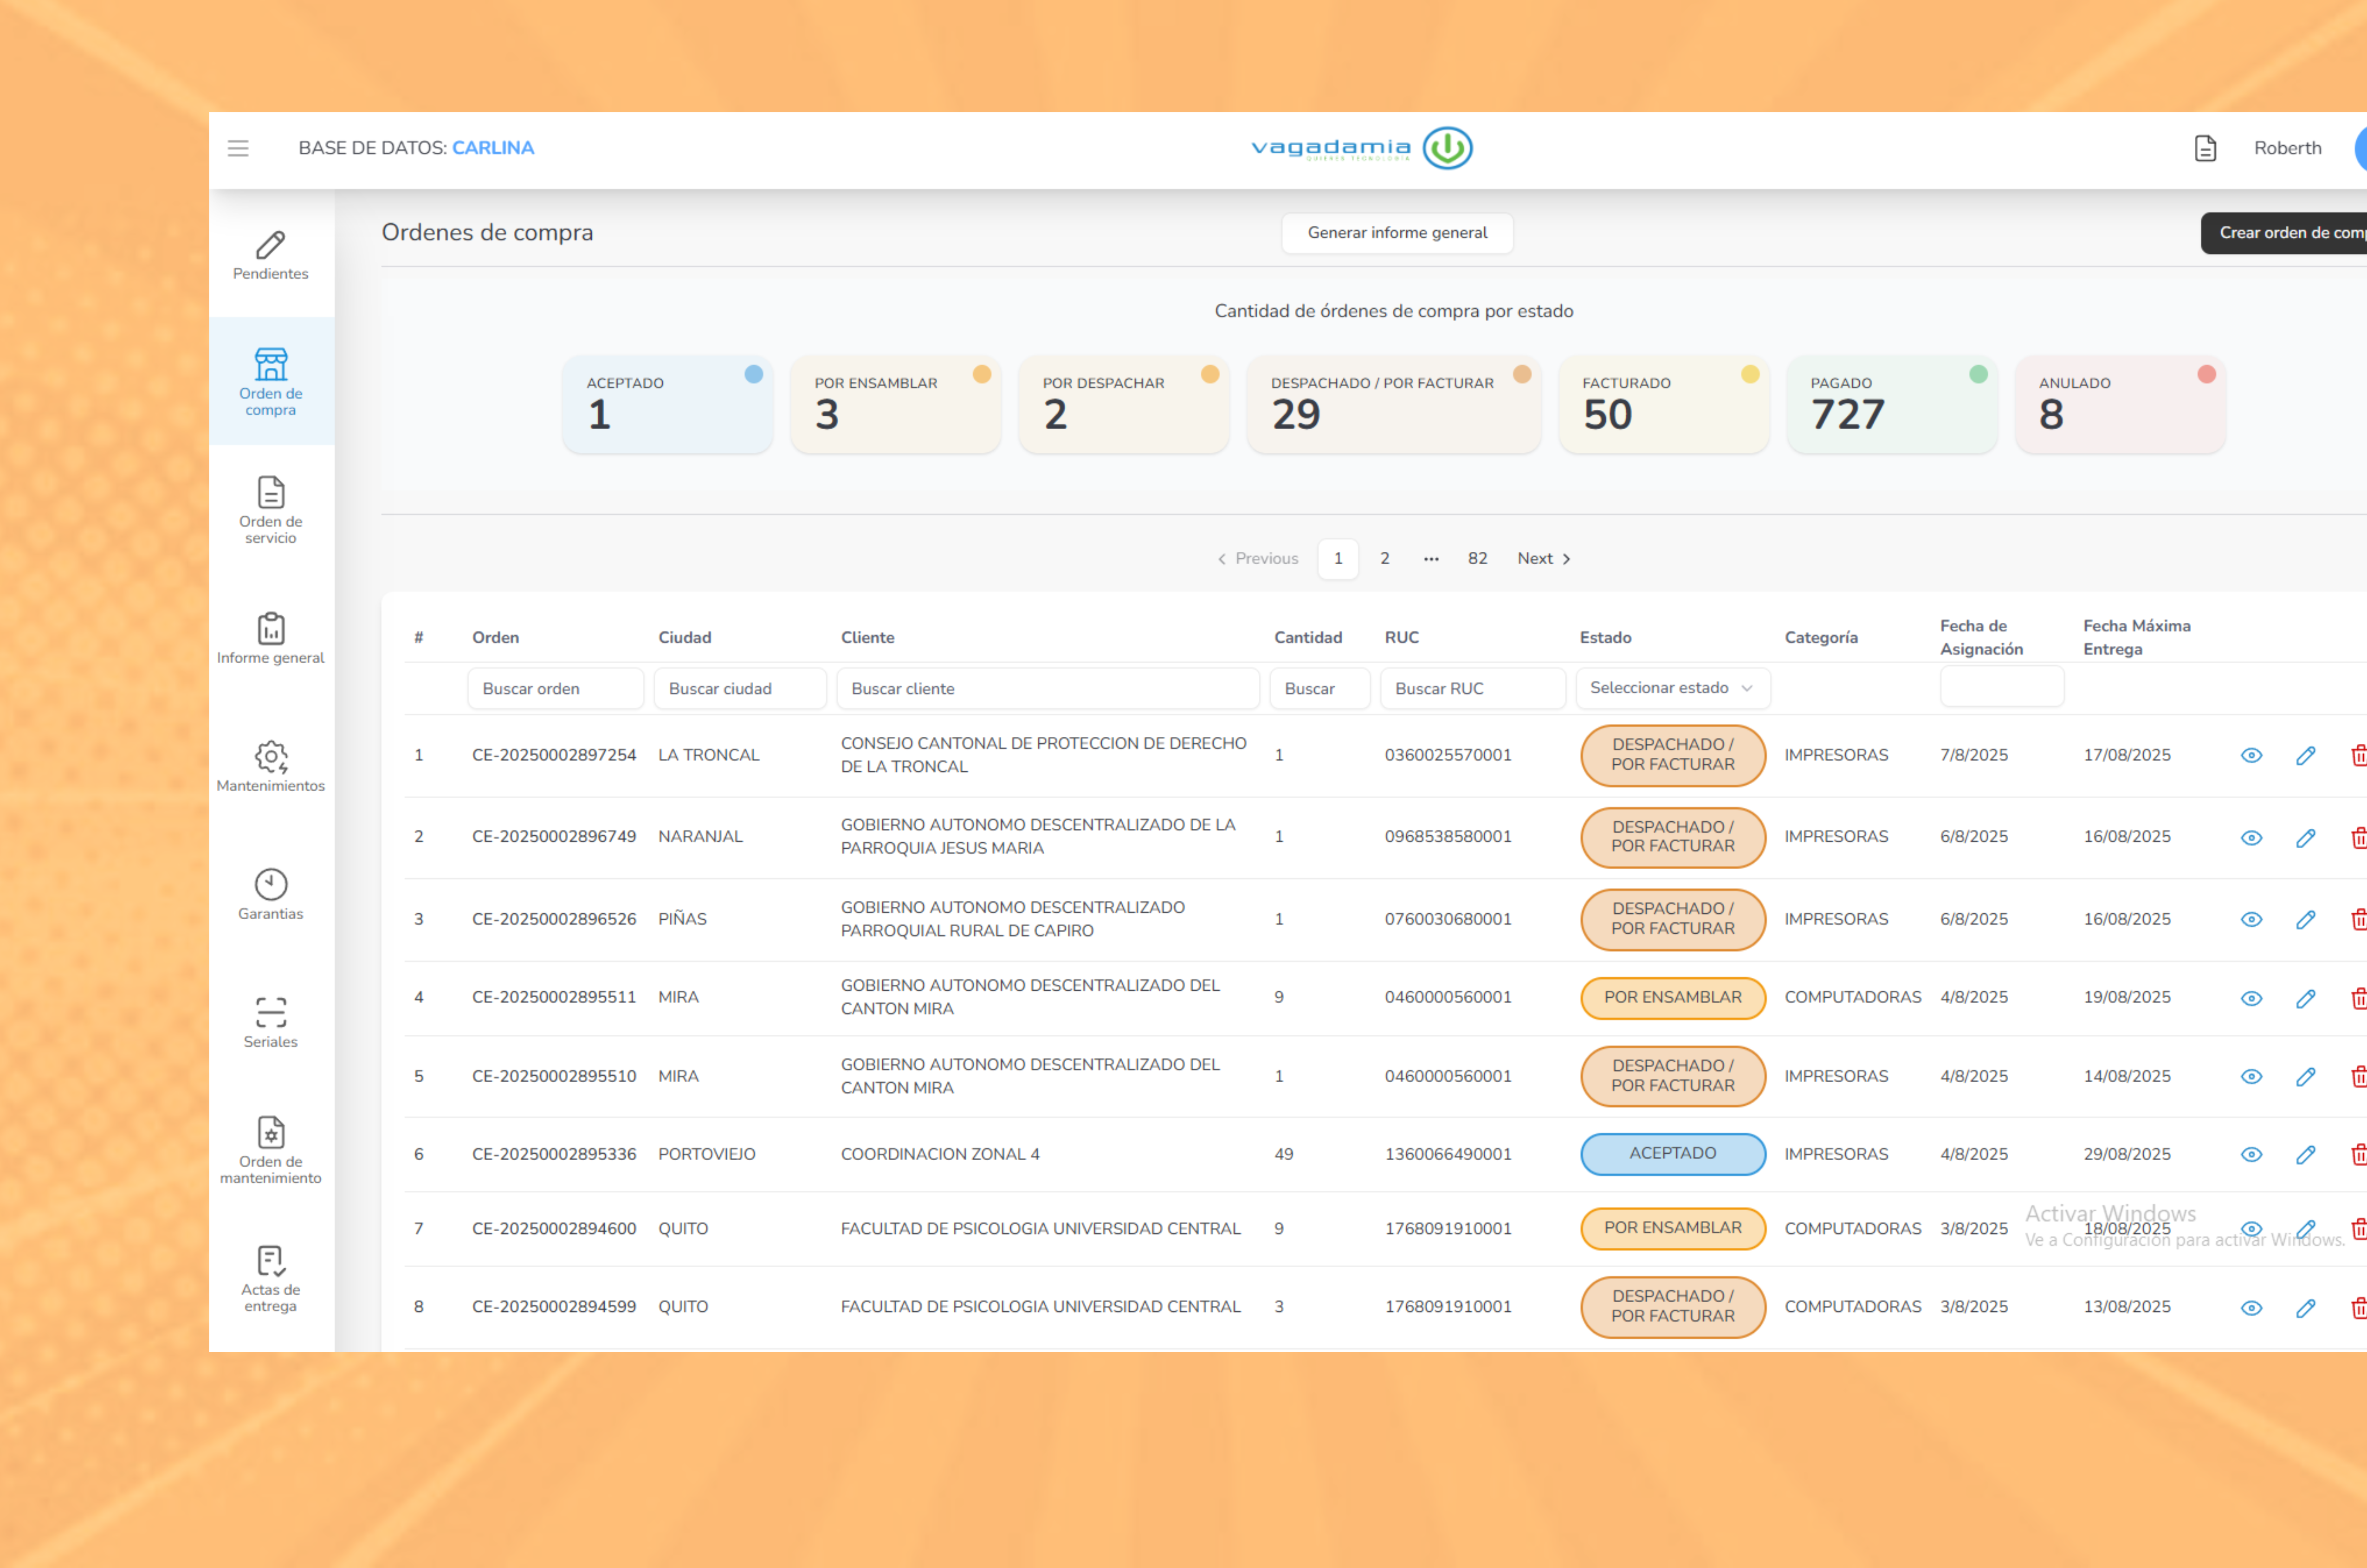 BASE DE DATOS: CARLINA
vagadamia
QUIERES TECNOLOGÍA
Roberth
Pendientes
Orden de
compra
Orden de
servicio
Informe general
Mantenimientos
Garantias
Seriales
Orden de
mantenimiento
Actas de
entrega
Ordenes de compra
Generar informe general
Crear orden de comp
Cantidad de órdenes de compra por estado
ACEPTADO
1
POR ENSAMBLAR
3
POR DESPACHAR
2
DESPACHADO / POR FACTURAR
29
FACTURADO
50
PAGADO
727
ANULADO
8
Previous 1 2 ••• 82 Next
# Orden Ciudad Cliente Cantidad RUC Estado Categoría Fecha de Asignación Fecha Máxima Entrega
Buscar orden Buscar ciudad Buscar cliente Buscar Buscar RUC Seleccionar estado
1 CE-20250002897254 LA TRONCAL CONSEJO CANTONAL DE PROTECCION DE DERECHO DE LA TRONCAL 1 0360025570001 DESPACHADO / POR FACTURAR IMPRESORAS 7/8/2025 17/08/2025
2 CE-20250002896749 NARANJAL GOBIERNO AUTONOMO DESCENTRALIZADO DE LA PARROQUIA JESUS MARIA 1 0968538580001 DESPACHADO / POR FACTURAR IMPRESORAS 6/8/2025 16/08/2025
3 CE-20250002896526 PIÑAS GOBIERNO AUTONOMO DESCENTRALIZADO PARROQUIAL RURAL DE CAPIRO 1 0760030680001 DESPACHADO / POR FACTURAR IMPRESORAS 6/8/2025 16/08/2025
4 CE-20250002895511 MIRA GOBIERNO AUTONOMO DESCENTRALIZADO DEL CANTON MIRA 9 0460000560001 POR ENSAMBLAR COMPUTADORAS 4/8/2025 19/08/2025
5 CE-20250002895510 MIRA GOBIERNO AUTONOMO DESCENTRALIZADO DEL CANTON MIRA 1 0460000560001 DESPACHADO / POR FACTURAR IMPRESORAS 4/8/2025 14/08/2025
6 CE-20250002895336 PORTOVIEJO COORDINACION ZONAL 4 49 1360066490001 ACEPTADO IMPRESORAS 4/8/2025 29/08/2025
7 CE-20250002894600 QUITO FACULTAD DE PSICOLOGIA UNIVERSIDAD CENTRAL 9 1768091910001 POR ENSAMBLAR COMPUTADORAS 3/8/2025 18/08/2025
8 CE-20250002894599 QUITO FACULTAD DE PSICOLOGIA UNIVERSIDAD CENTRAL 3 1768091910001 DESPACHADO / POR FACTURAR COMPUTADORAS 3/8/2025 13/08/2025
Activar Windows
Ve a Configuración para activar Windows.